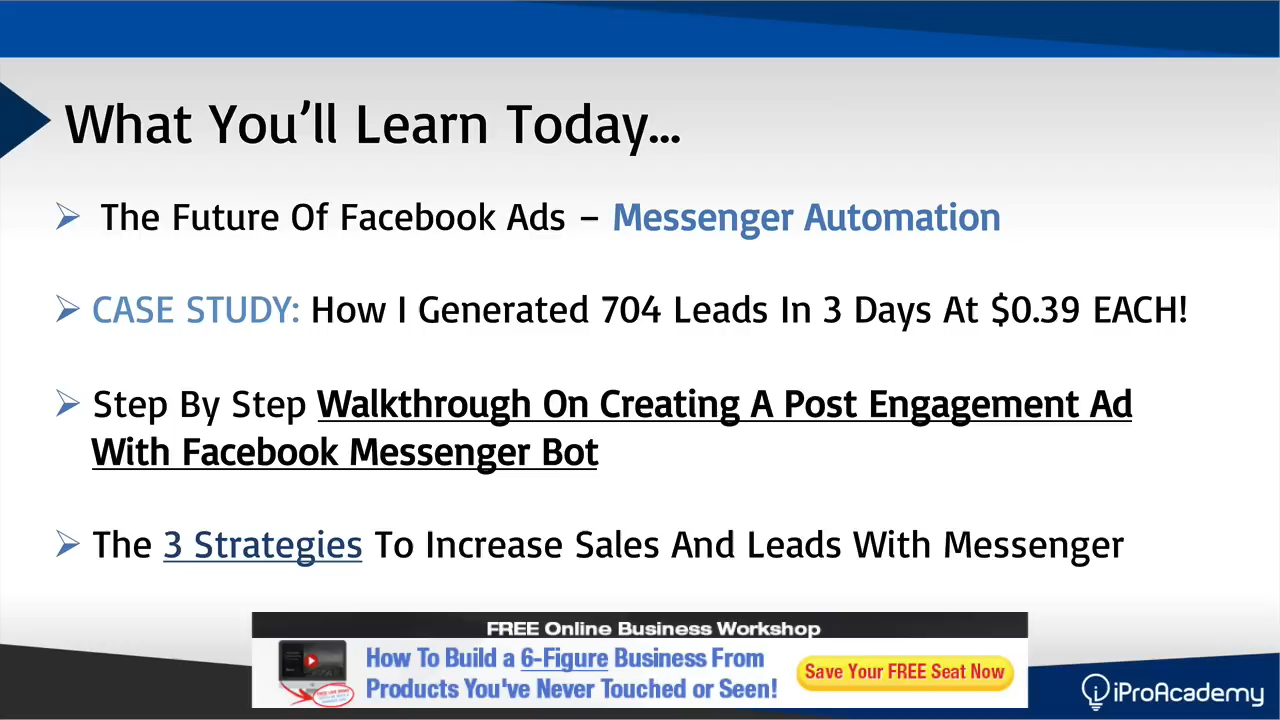 What You’ll Learn Today...
The Future Of Facebook Ads – Messenger Automation
CASE STUDY: How I Generated 704 Leads In 3 Days At $0.39 EACH!
Step By Step Walkthrough On Creating A Post Engagement Ad
With Facebook Messenger Bot
The 3 Strategies To Increase Sales And Leads With Messenger
FREE Online Business Workshop
How To Build a 6-Figure Business From
Products You've Never Touched or Seen!
Save Your FREE Seat Now
iProAcademy